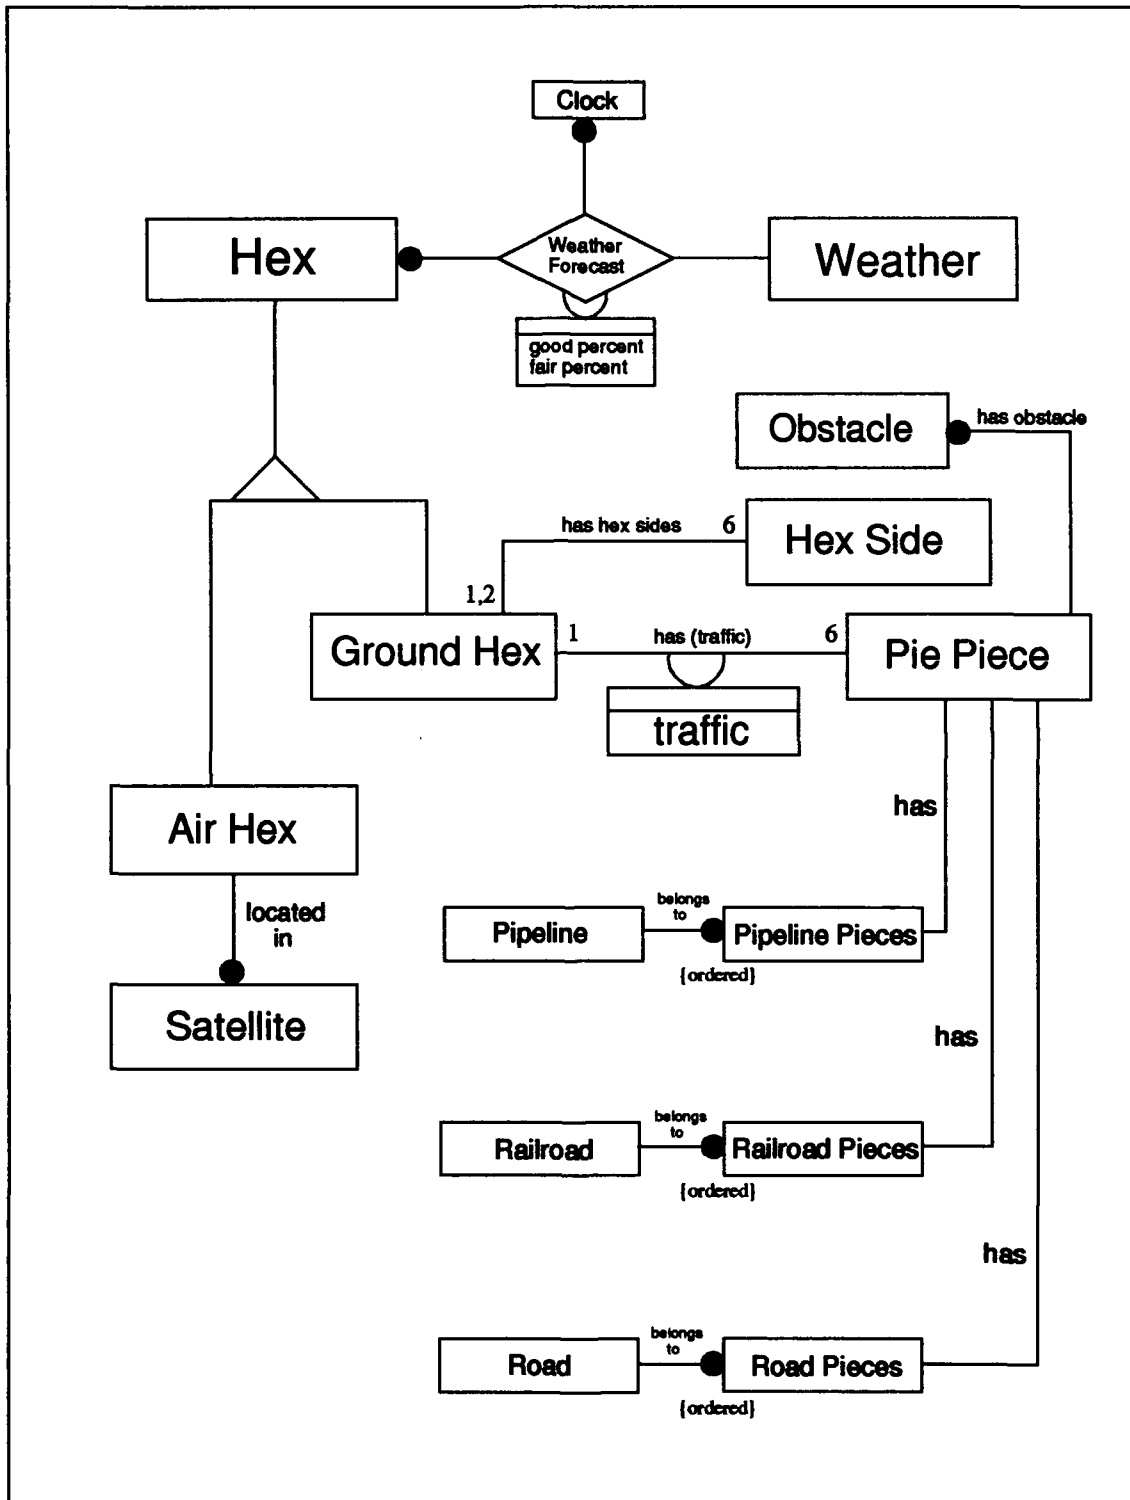 Clock
Hex
Weather
Forecast
Weather
good percent
fair percent
Obstacle
has obstacle
has hex sides
6
Hex Side
1,2
Ground Hex
1
has (traffic)
6
Pie Piece
traffic
has
Air Hex
located
in
Satellite
Pipeline
belongs
to
Pipeline Pieces
{ordered}
has
Railroad
belongs
to
Railroad Pieces
{ordered}
has
Road
belongs
to
Road Pieces
{ordered}